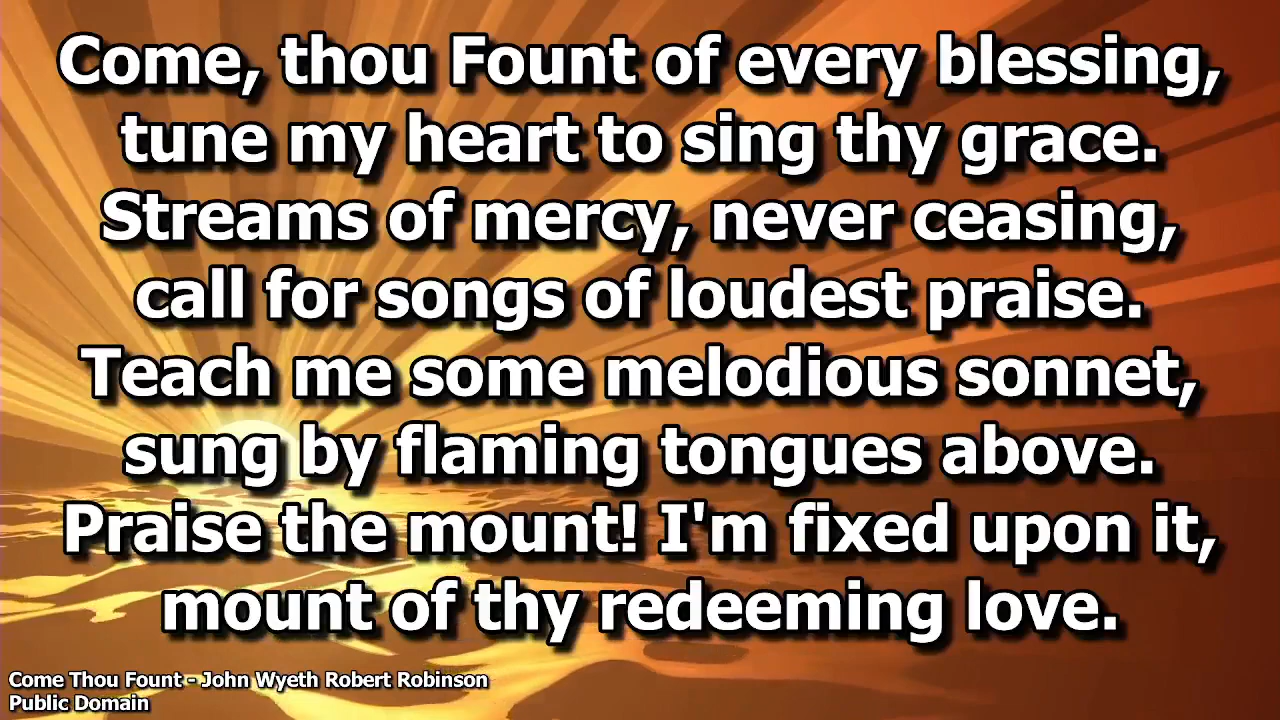 Come, thou Fount of every blessing,
tune my heart to sing thy grace.
Streams of mercy, never ceasing,
call for songs of loudest praise.
Teach me some melodious sonnet,
sung by flaming tongues above.
Praise the mount! I'm fixed upon it,
mount of thy redeeming love.
Come Thou Fount - John Wyeth Robert Robinson
Public Domain